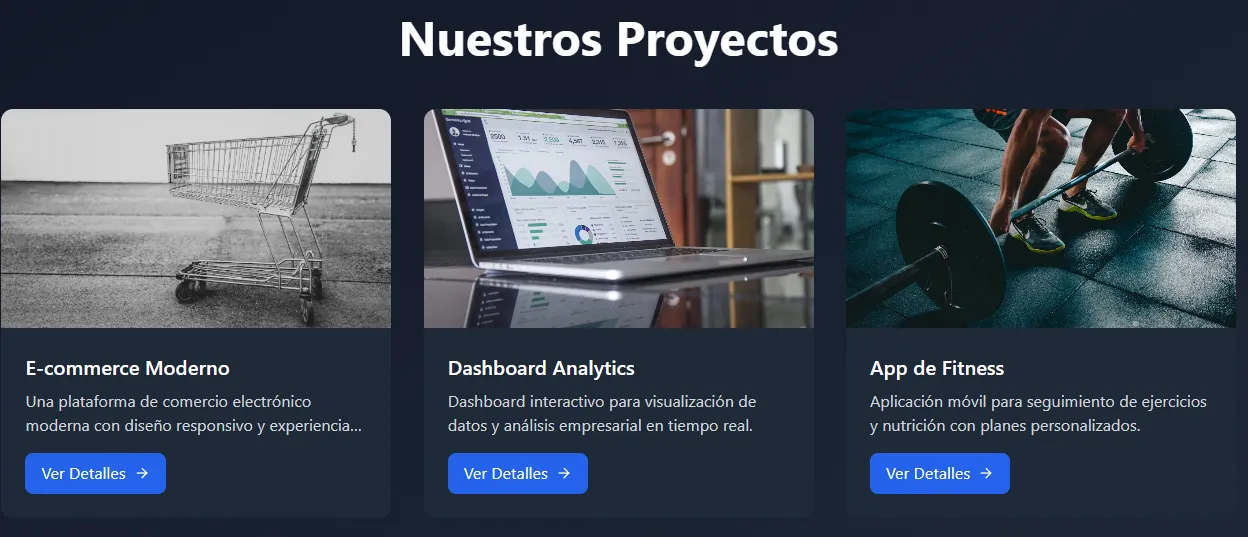 Nuestros Proyectos
E-commerce Moderno
Una plataforma de comercio electrónico
moderna con diseño responsivo y experiencia...
Ver Detalles →
Dashboard Analytics
Dashboard interactivo para visualización de
datos y análisis empresarial en tiempo real.
Ver Detalles →
App de Fitness
Aplicación móvil para seguimiento de ejercicios
y nutrición con planes personalizados.
Ver Detalles →